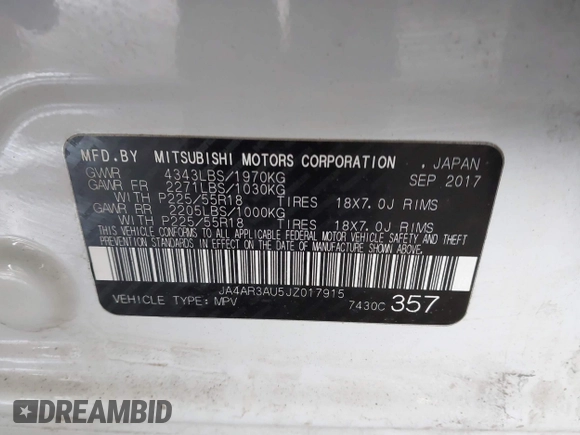 MFD.BY MITSUBISHI MOTORS CORPORATION . JAPAN
GVWR 4343LBS/1970KG SEP 2017
GAWR FR 2271LBS/1030KG
WITH P225/55R18 TIRES 18X7.0J RIMS
GAWR RR 2205LBS/1000KG
WITH P225/55R18 TIRES 18X7.0J RIMS
THIS VEHICLE CONFORMS TO ALL APPLICABLE FEDERAL MOTOR VEHICLE SAFETY AND THEFT
PREVENTION STANDARDS IN EFFECT ON THE DATE OF MANUFACTURE SHOWN ABOVE.
JA4AR3AU5JZ017915
VEHICLE TYPE: MPV 7430C 357
DREAMBID